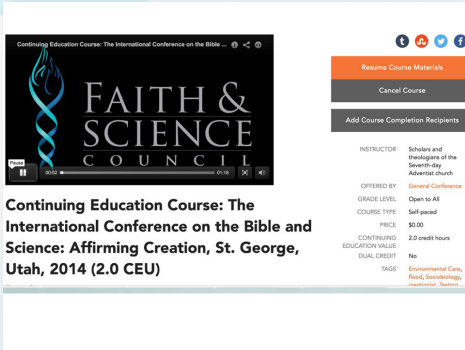 Continuing Education Course: The International Conference on the Bible ...
FAITH &
SCIENCE
COUNCIL
Pause
00:02
01:18
Continuing Education Course: The
International Conference on the Bible and
Science: Affirming Creation, St. George,
Utah, 2014 (2.0 CEU)
Resume Course Materials
Cancel Course
Add Course Completion Recipients
INSTRUCTOR Scholars and
theologians of the
Seventh-day
Adventist church
OFFERED BY General Conference
GRADE LEVEL Open to All
COURSE TYPE Self-paced
PRICE $0.00
CONTINUING 2.0 credit hours
EDUCATION VALUE
DUAL CREDIT No
TAGS Environmental Care,
flood, Sociobiology,